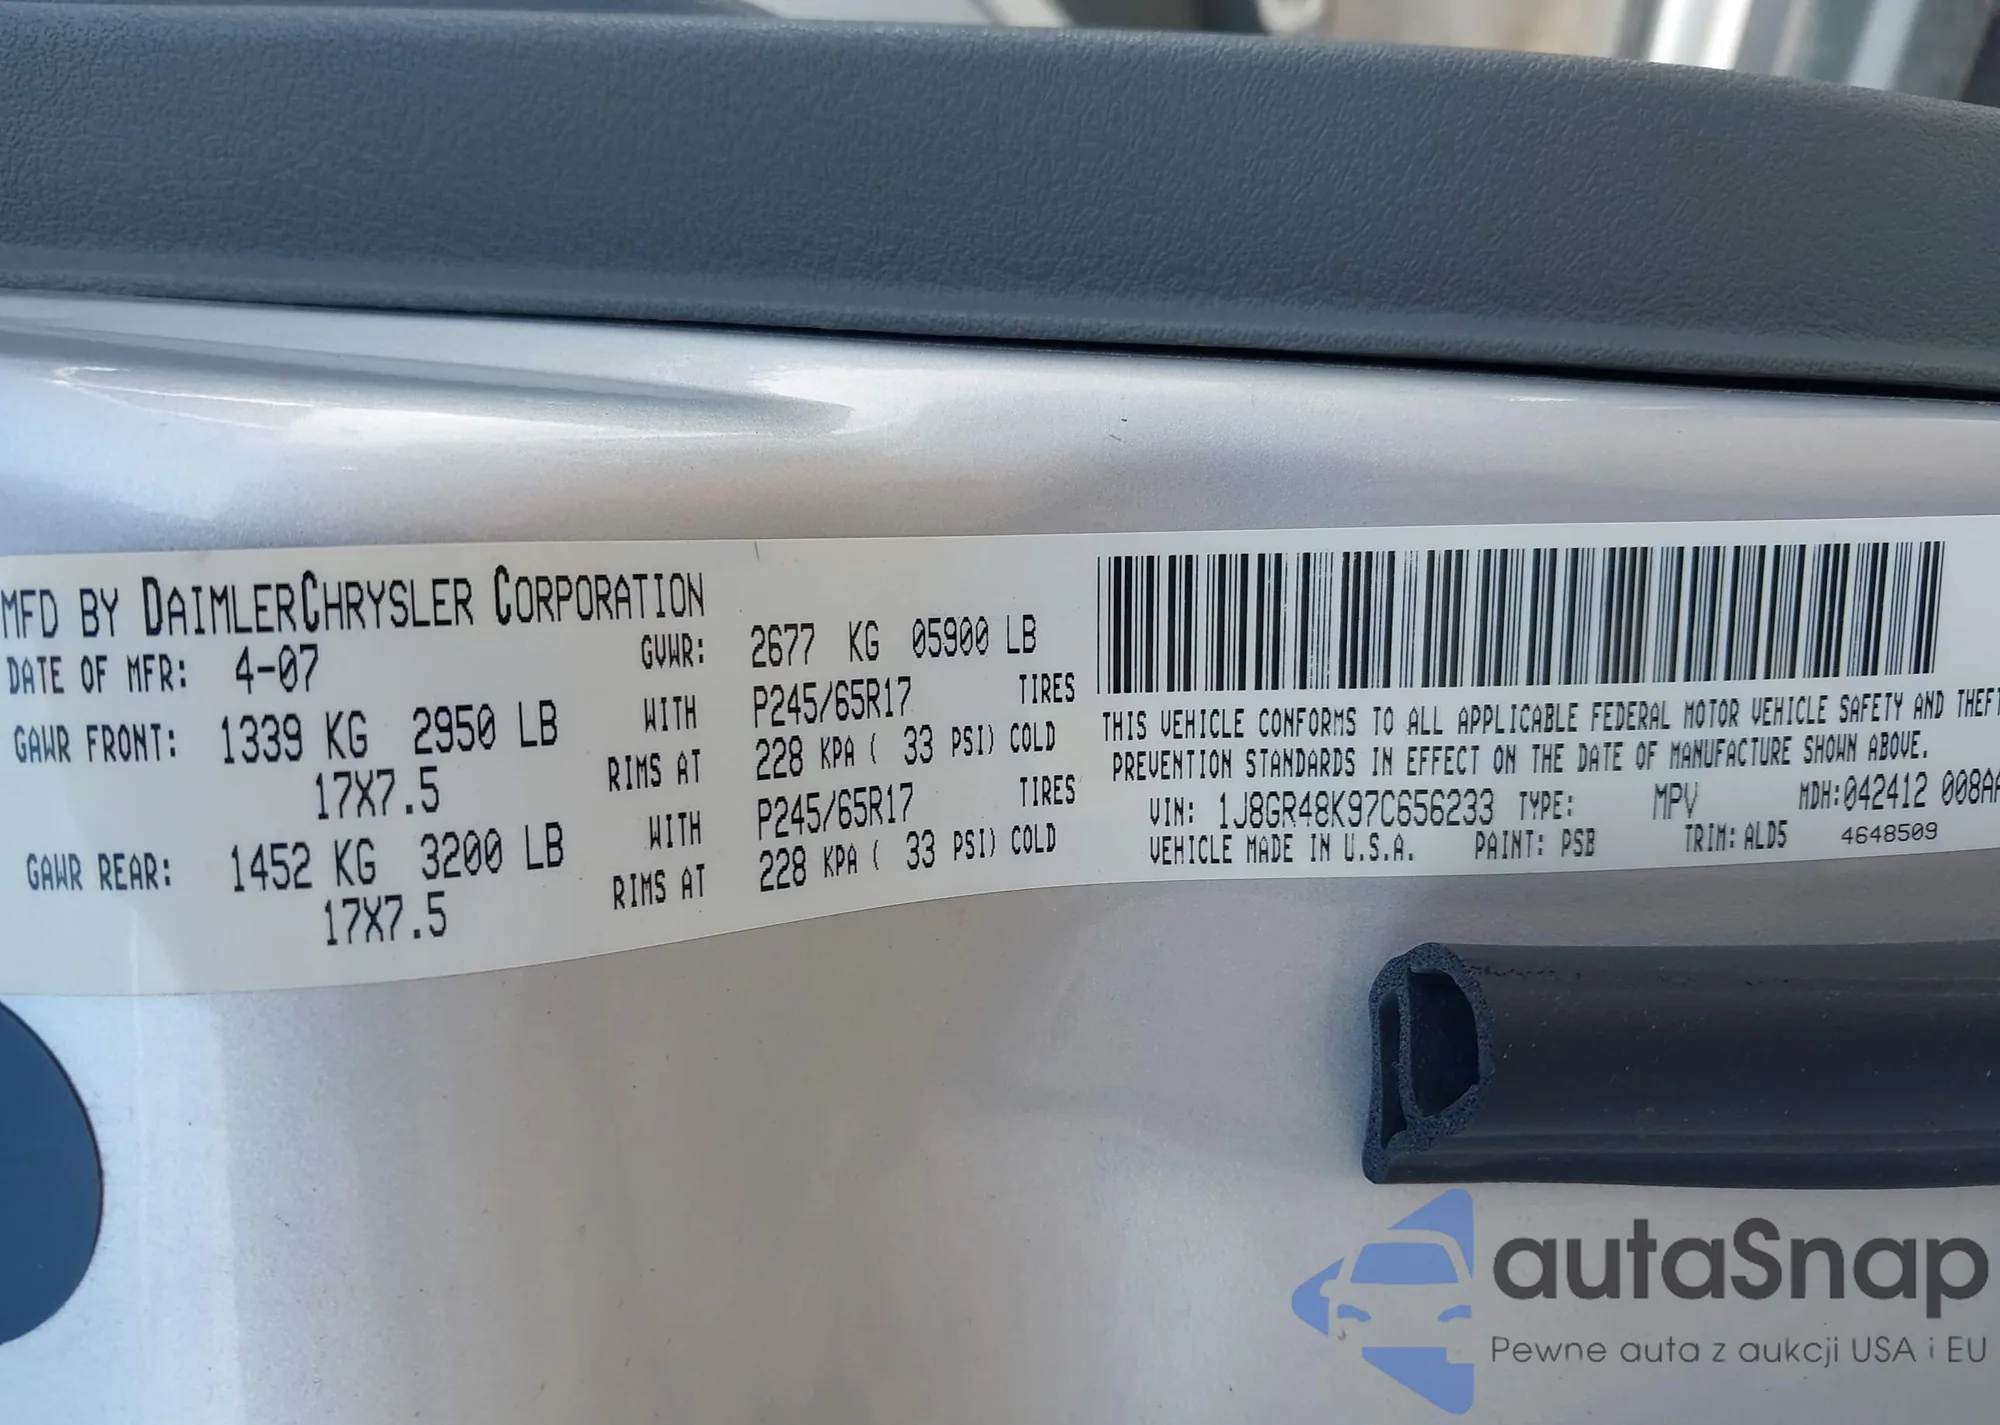 MFD BY DAIMLERCHRYSLER CORPORATION
DATE OF MFR: 4-07 GVWR: 2677 KG 05900 LB
GAWR FRONT: 1339 KG 2950 LB WITH P245/65R17 TIRES
17X7.5 RIMS AT 228 KPA ( 33 PSI) COLD
GAWR REAR: 1452 KG 3200 LB WITH P245/65R17 TIRES
17X7.5 RIMS AT 228 KPA ( 33 PSI) COLD
THIS VEHICLE CONFORMS TO ALL APPLICABLE FEDERAL MOTOR VEHICLE SAFETY AND THEFT
PREVENTION STANDARDS IN EFFECT ON THE DATE OF MANUFACTURE SHOWN ABOVE.
VIN: 1J8GR48K97C656233 TYPE: MPV MDH:042412 008AA
VEHICLE MADE IN U.S.A. PAINT: PSB TRIM: ALD5 4648509
autaSnap
Pewne auta z aukcji USA i EU